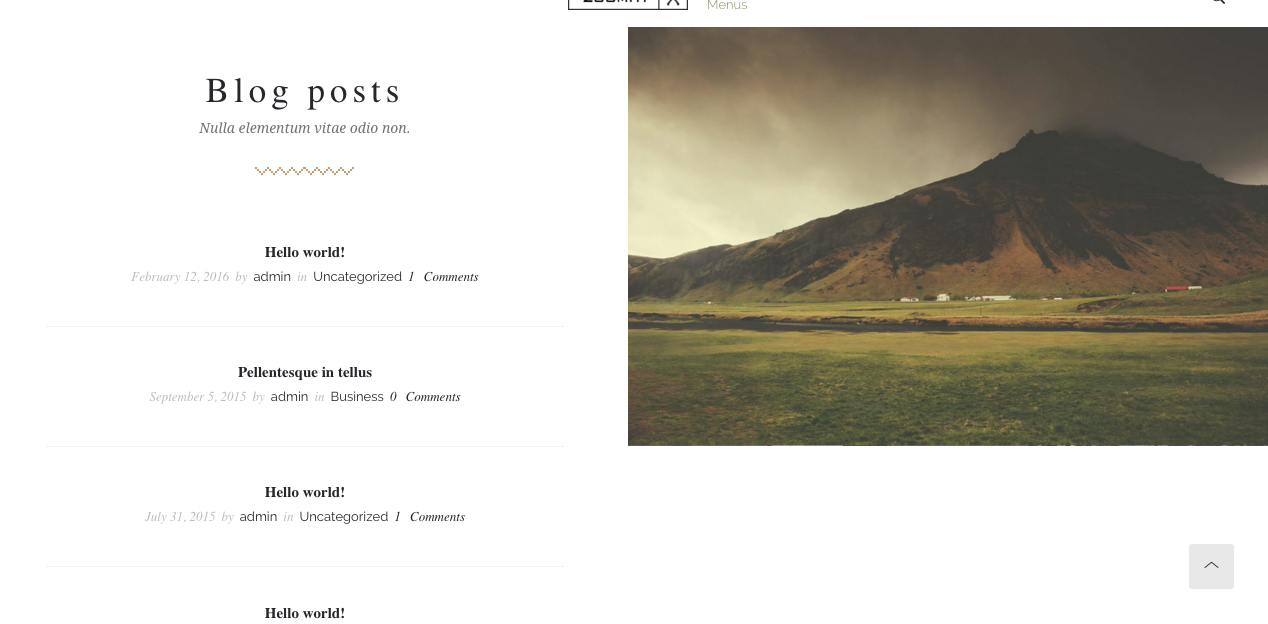 Menus
Blog posts
Nulla elementum vitae odio non.
Hello world!
February 12, 2016 by admin in Uncategorized 1 Comments
Pellentesque in tellus
September 5, 2015 by admin in Business 0 Comments
Hello world!
July 31, 2015 by admin in Uncategorized 1 Comments
Hello world!